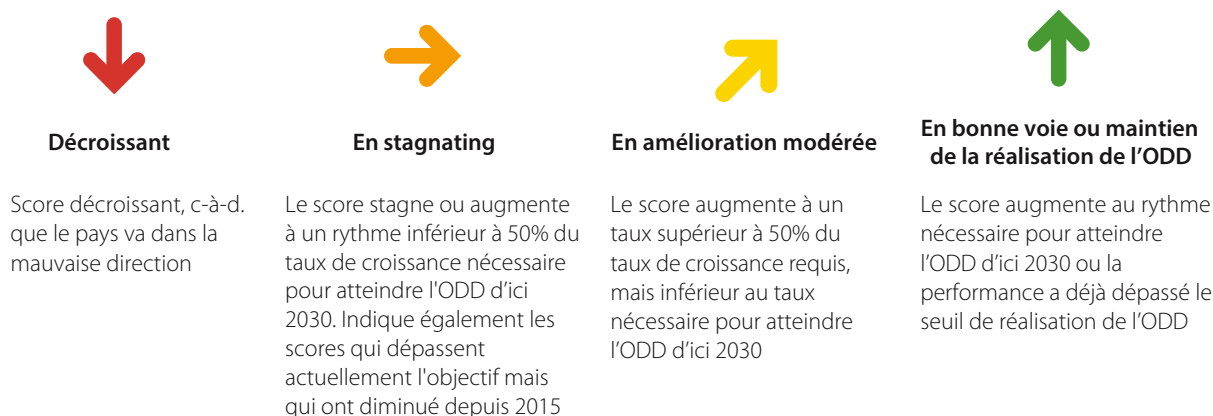 Décroissant
Score décroissant, c-à-d.
que le pays va dans la
mauvaise direction
En stagnating
Le score stagne ou augmente
à un rythme inférieur à 50% du
taux de croissance nécessaire
pour atteindre l'ODD d’ici
2030. Indique également les
scores qui dépassent
actuellement l'objectif mais
qui ont diminué depuis 2015
En amélioration modérée
Le score augmente à un
taux supérieur à 50% du
taux de croissance requis,
mais inférieur au taux
nécessaire pour atteindre
l’ODD d’ici 2030
En bonne voie ou maintien
de la réalisation de l’ODD
Le score augmente au rythme
nécessaire pour atteindre
l’ODD d’ici 2030 ou la
performance a déjà dépassé le
seuil de réalisation de l’ODD